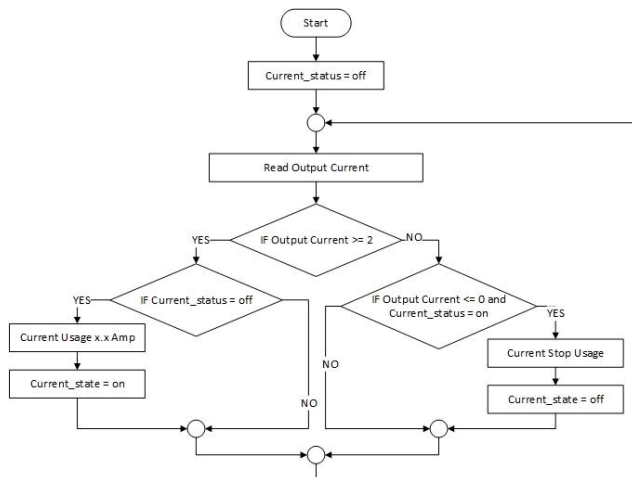 Start
Current_status = off
Read Output Current
IF Output Current >= 2
YES
NO
IF Current_status = off
YES
NO
IF Output Current <= 0 and
Current_status = on
YES
NO
Current Usage x.x Amp
Current Stop Usage
Current_state = on
Current_state = off